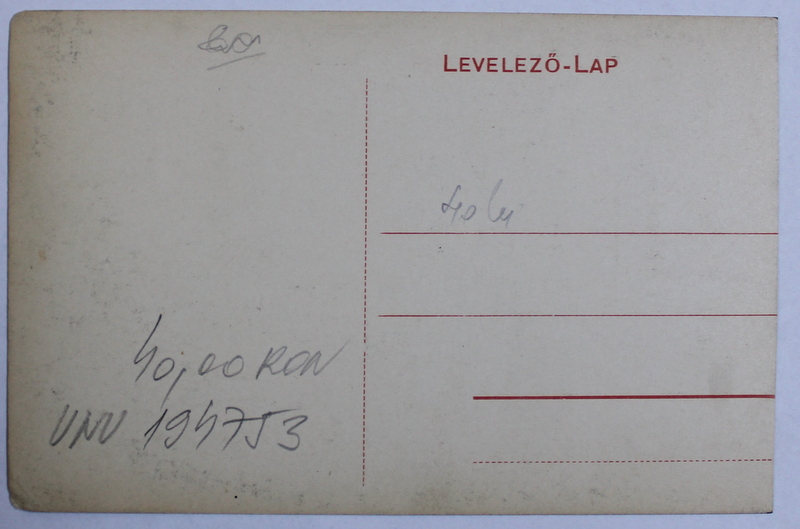 LEVELEZŐ-LAP
40 lei
40,00 RON
UNU 194753